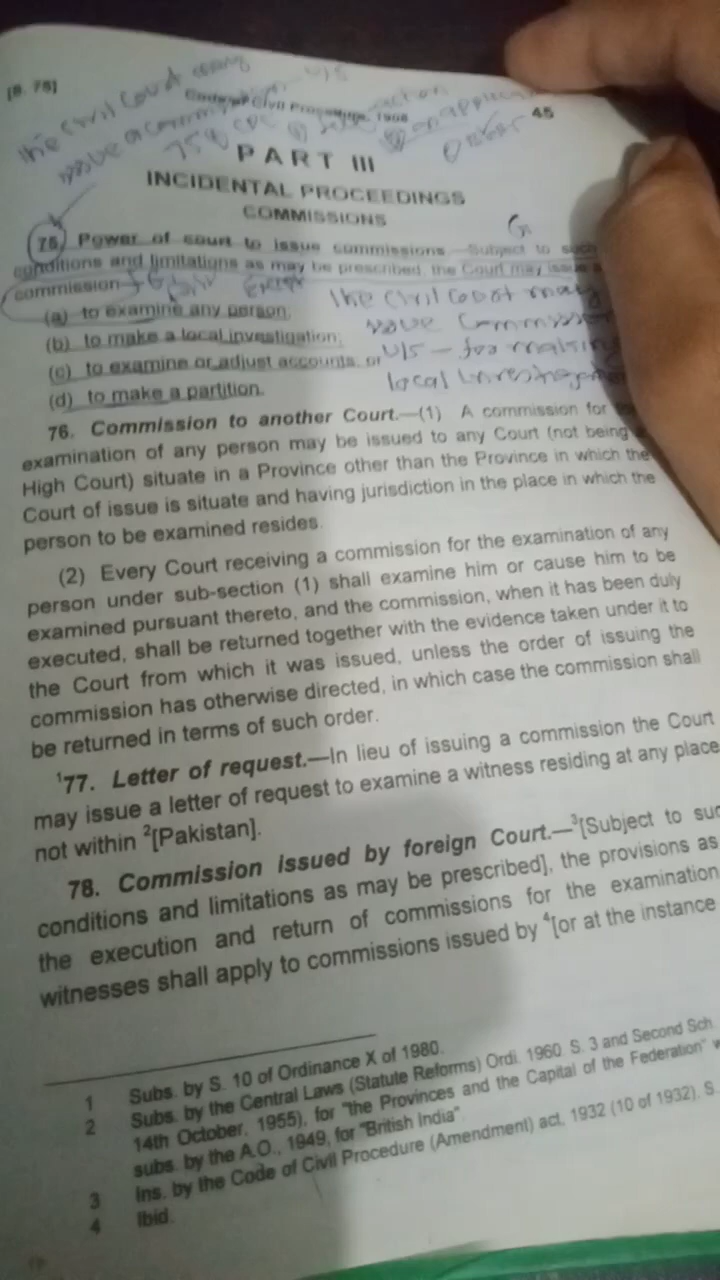 [S. 75]
the Civil Court may u/s
Code of Civil Procedure, 1908
45
issue a commission
75 CPC
on applica
order
PART III
INCIDENTAL PROCEEDINGS
COMMISSIONS
75. Power of court to issue commissions.—Subject to such
conditions and limitations as may be prescribed, the Court may issue a
commission
(a) to examine any person;
the Civil Court may
(b) to make a local investigation;
issue Commission
(c) to examine or adjust accounts; or
u/s – for making
(d) to make a partition.
local investigation
76. Commission to another Court.—(1) A commission for
examination of any person may be issued to any Court (not being
High Court) situate in a Province other than the Province in which the
Court of issue is situate and having jurisdiction in the place in which the
person to be examined resides.
(2) Every Court receiving a commission for the examination of any
person under sub-section (1) shall examine him or cause him to be
examined pursuant thereto, and the commission, when it has been duly
executed, shall be returned together with the evidence taken under it to
the Court from which it was issued, unless the order of issuing the
commission has otherwise directed, in which case the commission shall
be returned in terms of such order.
¹77. Letter of request.—In lieu of issuing a commission the Court
may issue a letter of request to examine a witness residing at any place
not within ²[Pakistan].
78. Commission issued by foreign Court.—³[Subject to suc
conditions and limitations as may be prescribed], the provisions as
the execution and return of commissions for the examination
witnesses shall apply to commissions issued by ⁴[or at the instance
1 Subs. by S. 10 of Ordinance X of 1980.
2 Subs. by the Central Laws (Statute Reforms) Ordi. 1960. S. 3 and Second Sch.
14th October, 1955), for "the Provinces and the Capital of the Federation" w
subs. by the A.O., 1949, for "British India".
3 Ins. by the Code of Civil Procedure (Amendment) act, 1932 (10 of 1932), S.
4 Ibid.